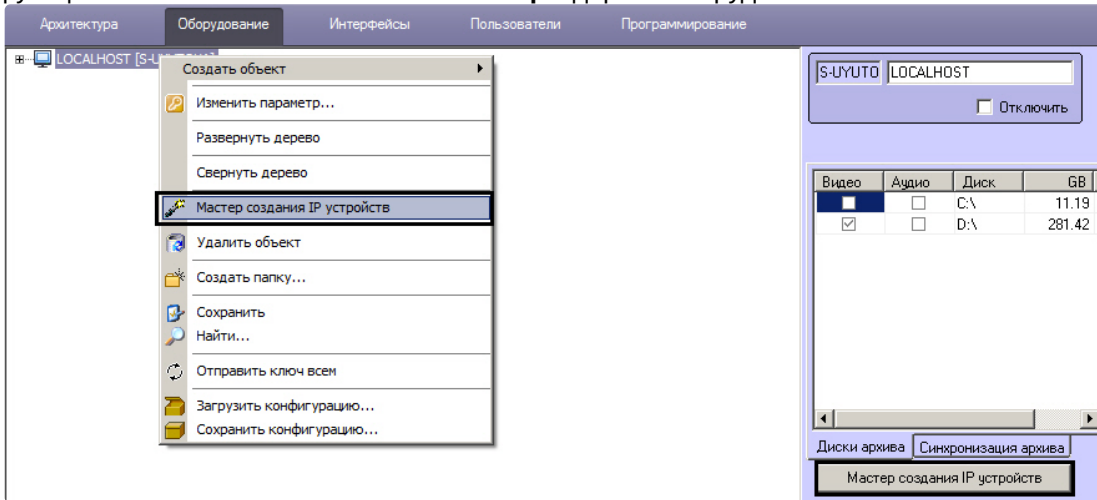 Архитектура Оборудование Интерфейсы Пользователи Программирование
LOCALHOST [S-
Создать объект
Изменить параметр...
Развернуть дерево
Свернуть дерево
Мастер создания IP устройств
Удалить объект
Создать папку...
Сохранить
Найти...
Отправить ключ всем
Загрузить конфигурацию...
Сохранить конфигурацию...
S-UYUTO LOCALHOST
Отключить
Видео Аудио Диск GB
C:\ 11.19
D:\ 281.42
Диски архива Синхронизация архива
Мастер создания IP устройств